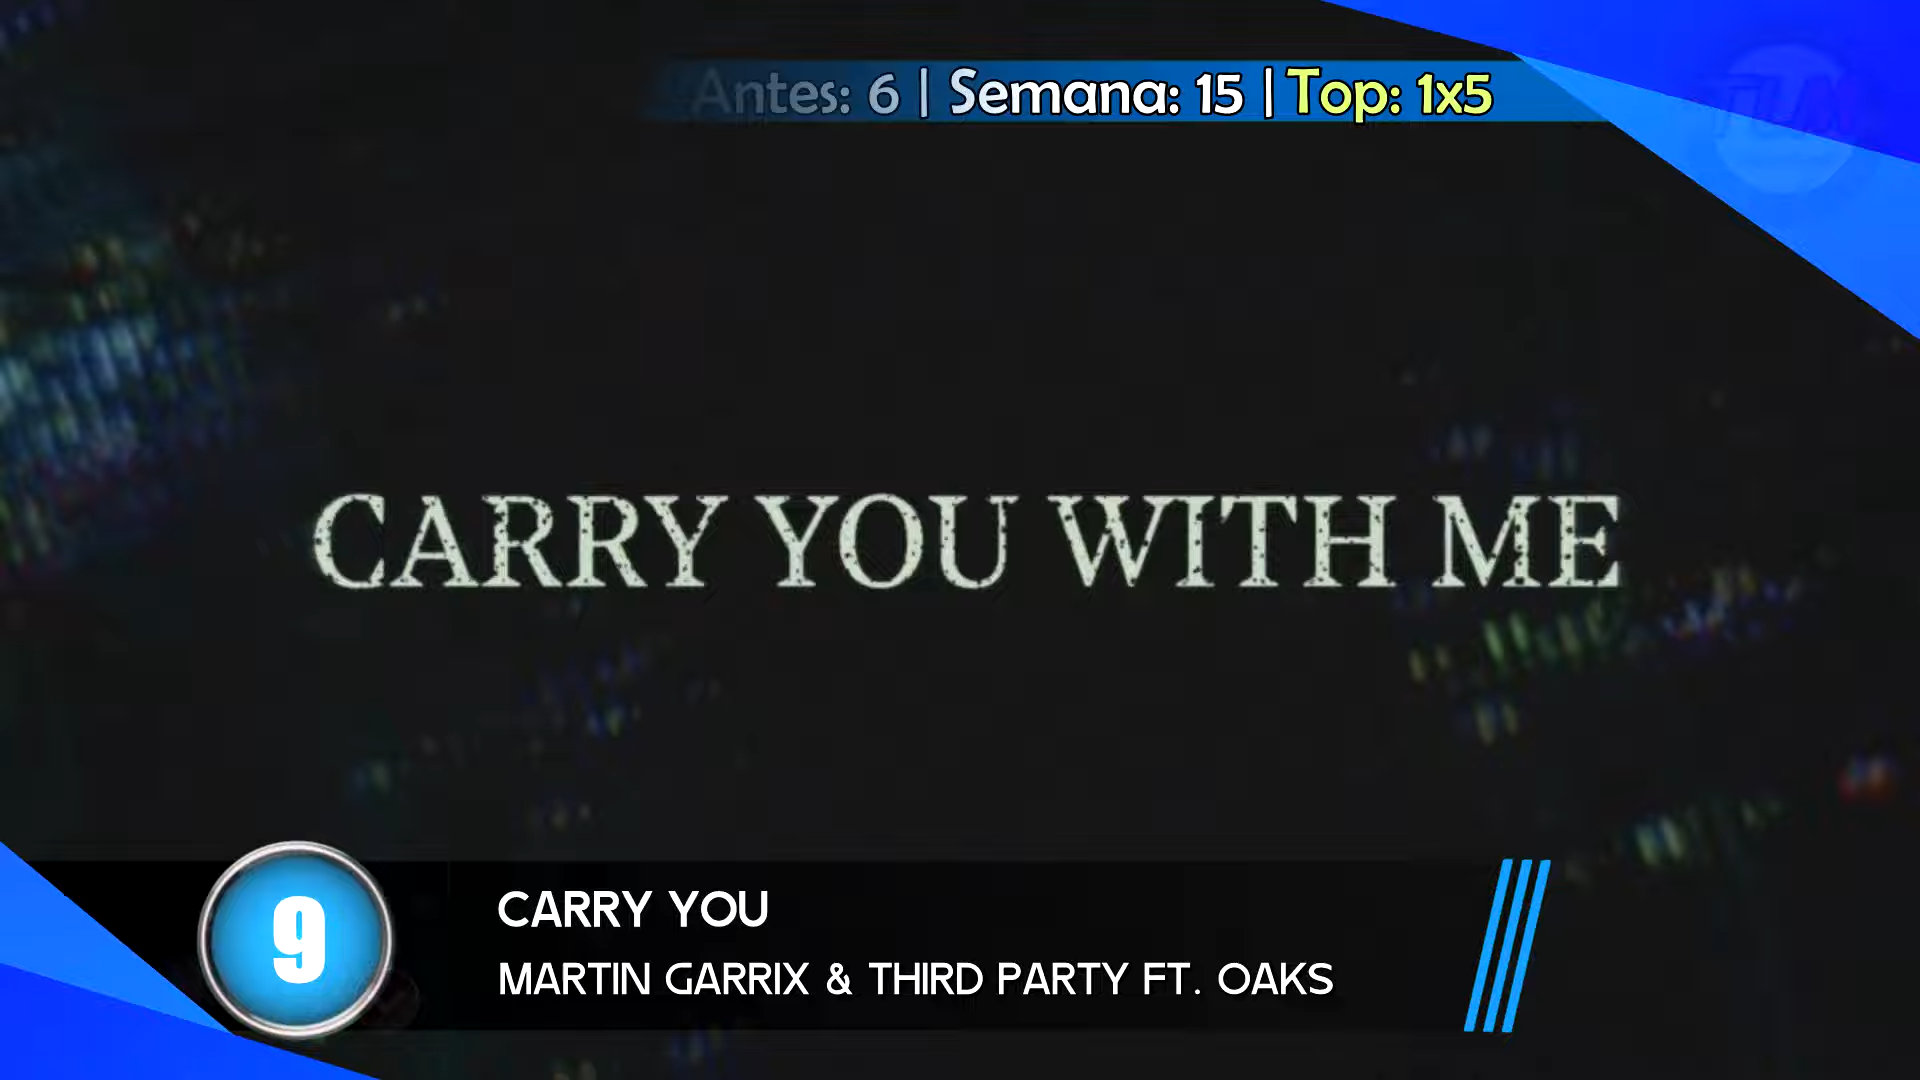 Antes: 6 | Semana: 15 | Top: 1x5
CARRY YOU WITH ME
9
CARRY YOU
MARTIN GARRIX & THIRD PARTY FT. OAKS